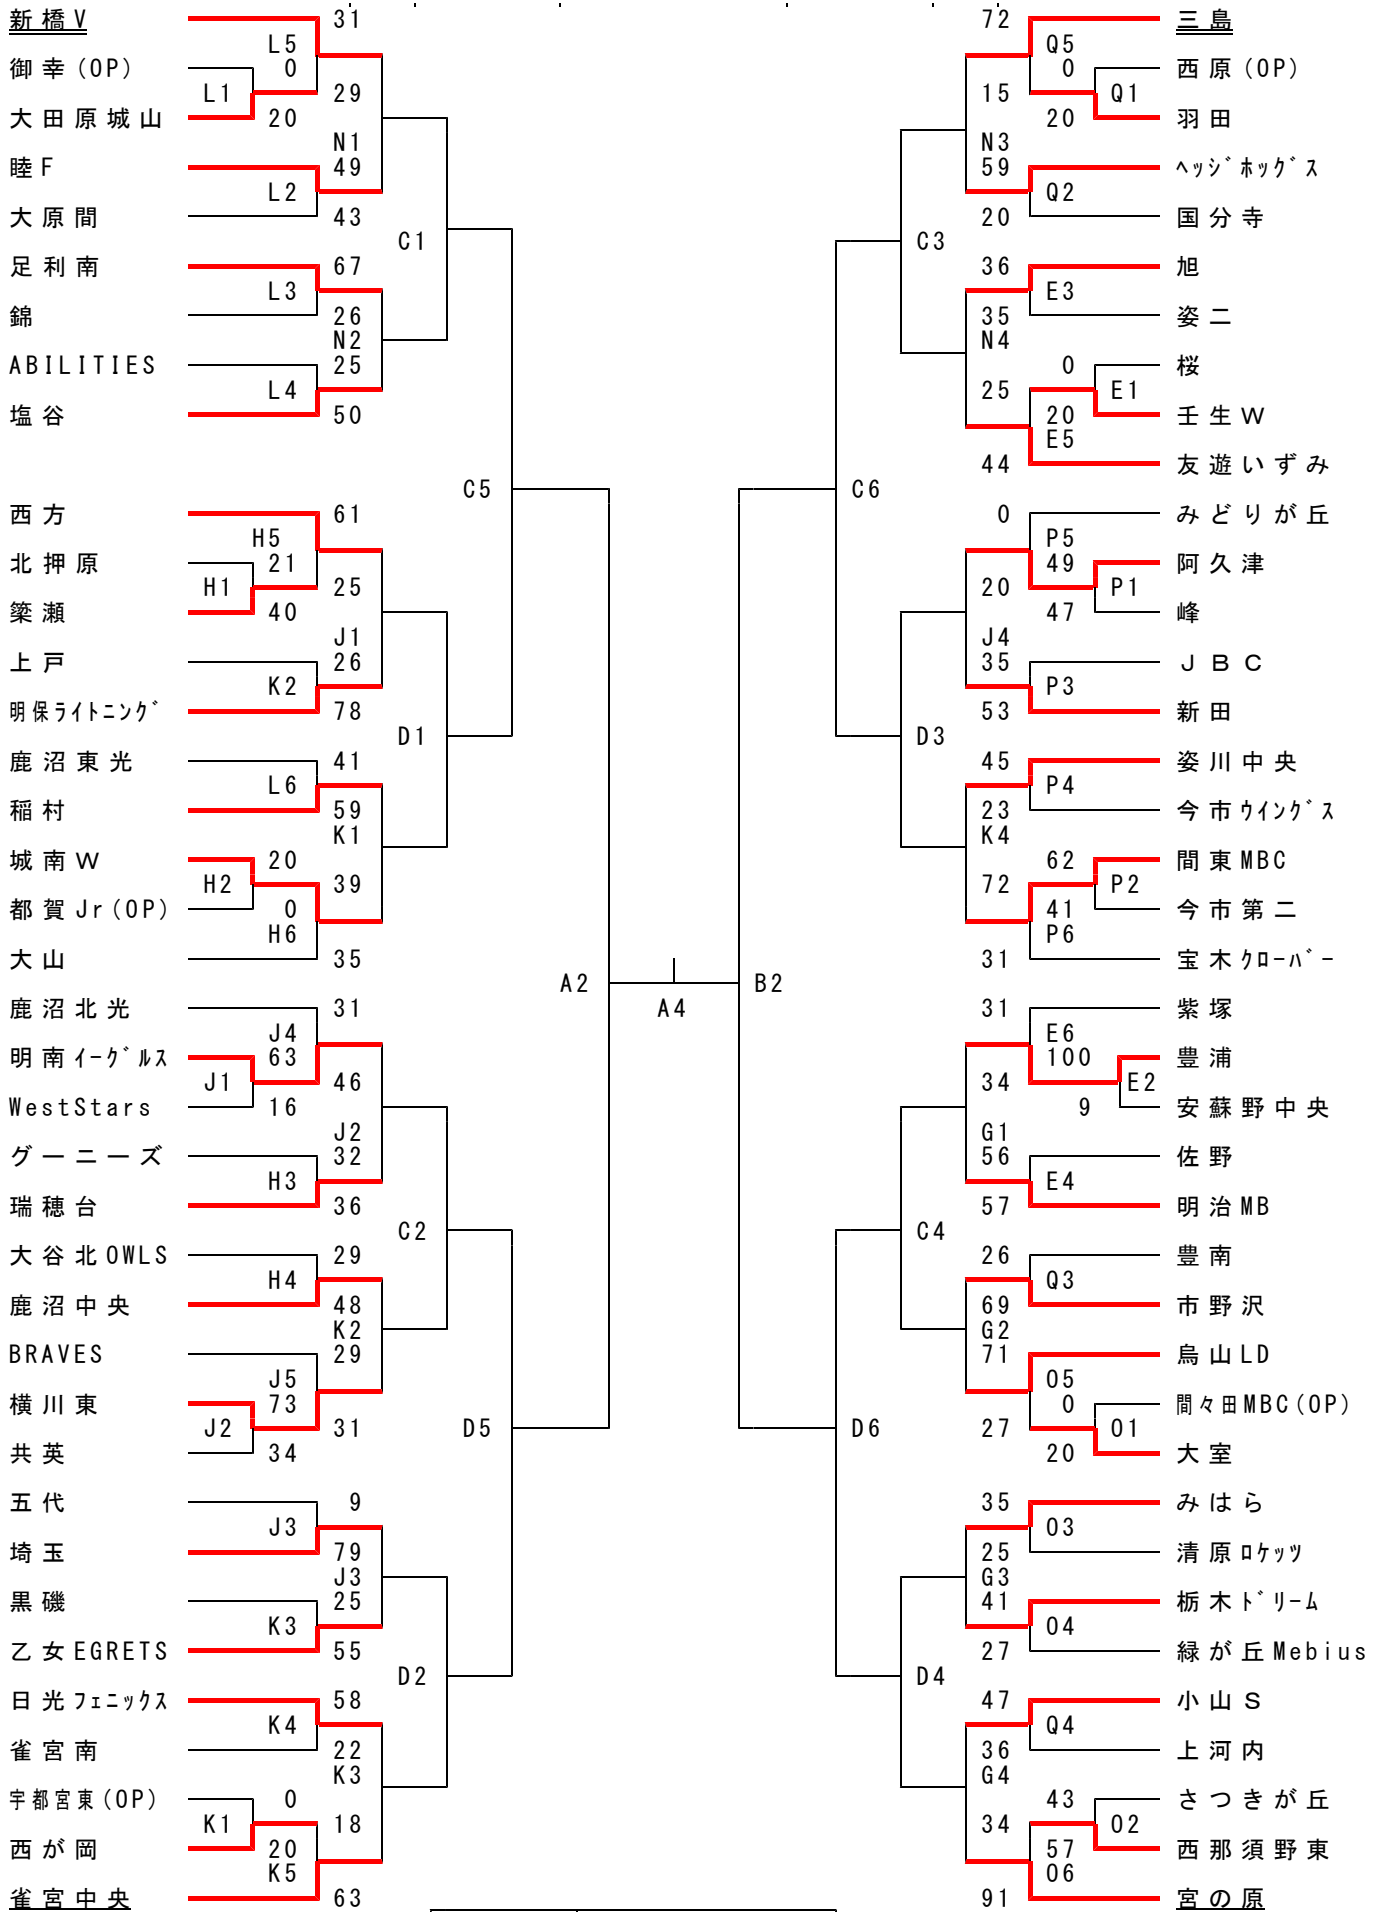 新橋V 31 72 三島
L5 Q5
御幸(OP) 0 0 西原(OP)
L1 29 15 Q1
大田原城山 20 20 羽田
N1 N3
睦F 49 59 ヘッジホッグス
L2 Q2
大原間 43 20 国分寺
C1 C3
足利南 67 36 旭
L3 E3
錦 26 35 姿二
N2 N4
ABILITIES 25 0 桜
L4 25 E1
塩谷 50 20 壬生W
E5
44 友遊いずみ
C5 C6
西方 61 0 みどりが丘
H5 P5
北押原 21 49 阿久津
H1 25 20 P1
簗瀬 40 47 峰
J1 J4
上戸 26 35 JBC
K2 P3
明保ライトニング 78 53 新田
D1 D3
鹿沼東光 41 45 姿川中央
L6 P4
稲村 59 23 今市ウイングス
K1 K4
城南W 20 62 間東MBC
H2 39 72 P2
都賀Jr(OP) 0 41 今市第二
H6 P6
大山 35 31 宝木クローバー
A2 B2
鹿沼北光 31 A4 31 紫塚
J4 E6
明南イーグルス 63 100 豊浦
J1 46 34 E2
WestStars 16 9 安蘇野中央
J2 G1
グーニーズ 32 56 佐野
H3 E4
瑞穂台 36 57 明治MB
C2 C4
大谷北OWLS 29 26 豊南
H4 Q3
鹿沼中央 48 69 市野沢
K2 G2
BRAVES 29 71 烏山LD
J5 O5
横川東 73 0 間々田MBC(OP)
J2 31 D5 D6 27 O1
共英 34 20 大室
五代 9 35 みはら
J3 O3
埼玉 79 25 清原ロケッツ
J3 G3
黒磯 25 41 栃木ドリーム
K3 O4
乙女EGRETS 55 27 緑が丘Mebius
D2 D4
日光フェニックス 58 47 小山S
K4 Q4
雀宮南 22 36 上河内
K3 G4
宇都宮東(OP) 0 43 さつきが丘
K1 18 34 O2
西が岡 20 57 西那須野東
K5 O6
雀宮中央 63 91 宮の原